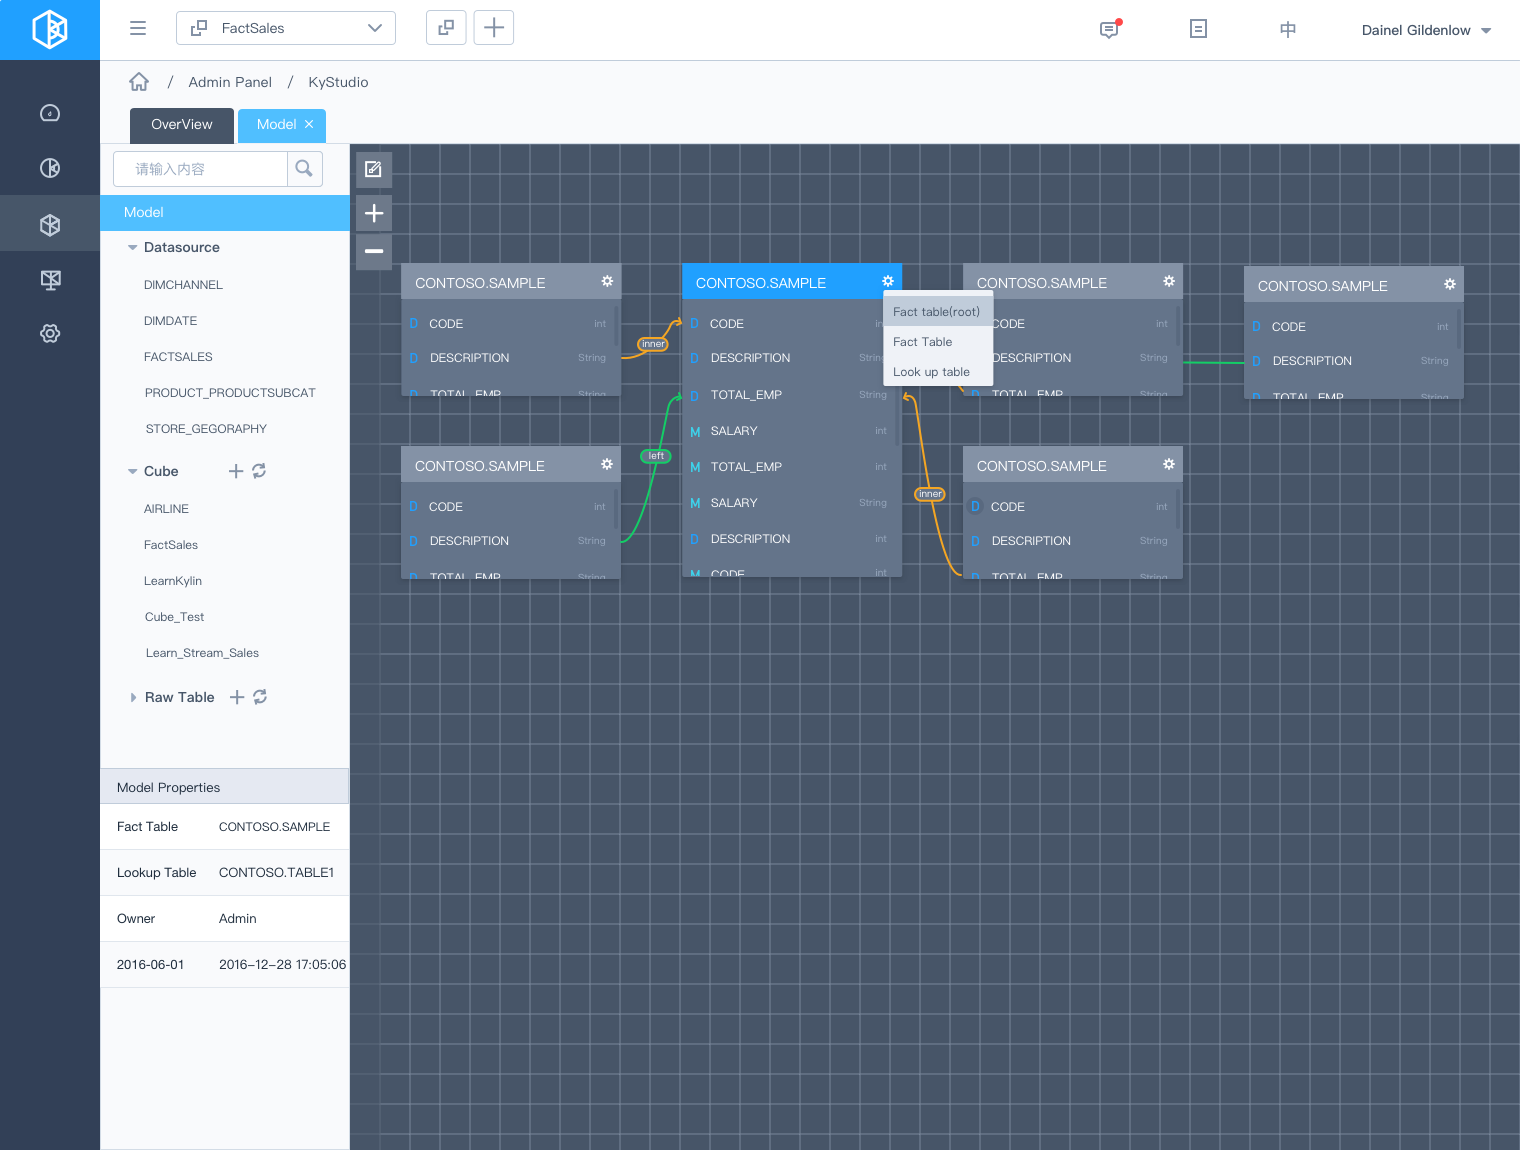 FactSales
中
Dainel Gildenlow
/ Admin Panel / KyStudio
OverView
Model ×
请输入内容
Model
Datasource
DIMCHANNEL
DIMDATE
FACTSALES
PRODUCT_PRODUCTSUBCAT
STORE_GEGORAPHY
Cube
AIRLINE
FactSales
LearnKylin
Cube_Test
Learn_Stream_Sales
Raw Table
Model Properties
Fact Table CONTOSO.SAMPLE
Lookup Table CONTOSO.TABLE1
Owner Admin
2016-06-01 2016-12-28 17:05:06
CONTOSO.SAMPLE
D CODE int
D DESCRIPTION String
D TOTAL_EMP String
inner
CONTOSO.SAMPLE
D CODE int
D DESCRIPTION String
D TOTAL_EMP String
left
CONTOSO.SAMPLE
D CODE int
D DESCRIPTION String
D TOTAL_EMP String
M SALARY int
M TOTAL_EMP int
M SALARY String
D DESCRIPTION int
M CODE int
Fact table(root)
Fact Table
Look up table
CONTOSO.SAMPLE
CODE int
DESCRIPTION String
D TOTAL_EMP String
inner
CONTOSO.SAMPLE
D CODE int
D DESCRIPTION String
D TOTAL_EMP String
CONTOSO.SAMPLE
D CODE int
D DESCRIPTION String
D TOTAL_EMP String